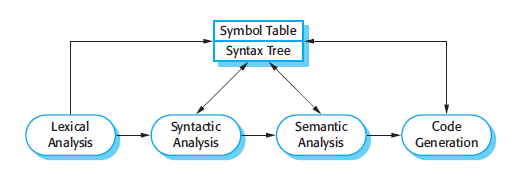 Symbol Table
Syntax Tree
Lexical
Analysis
Syntactic
Analysis
Semantic
Analysis
Code
Generation